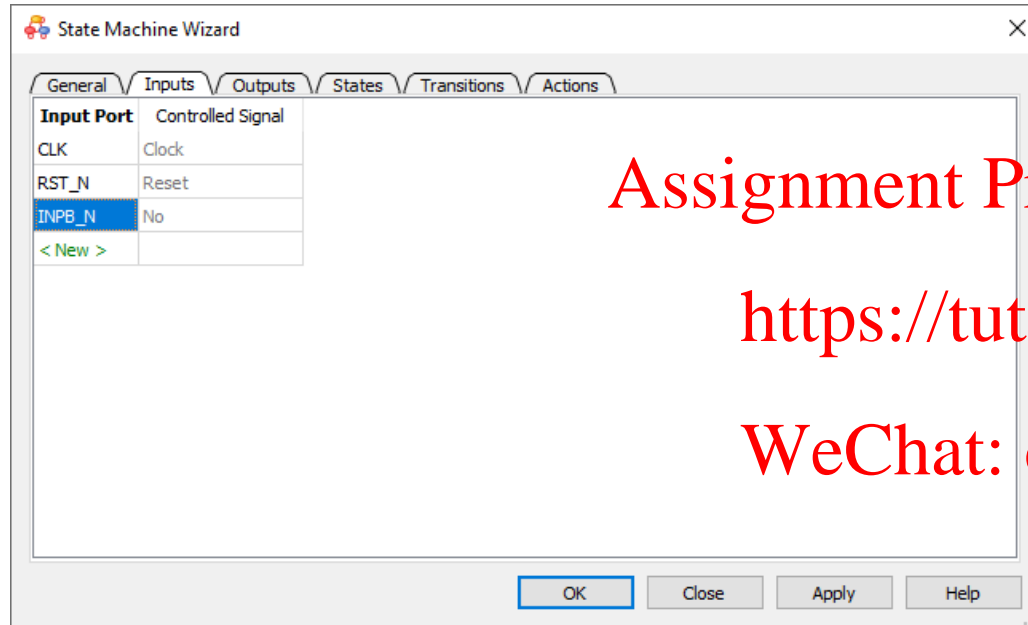 State Machine Wizard
General Inputs Outputs States Transitions Actions
Input Port Controlled Signal
CLK Clock
RST_N Reset
INPB_N No
< New >
Assignment
https://tut
WeChat:
OK Close Apply Help